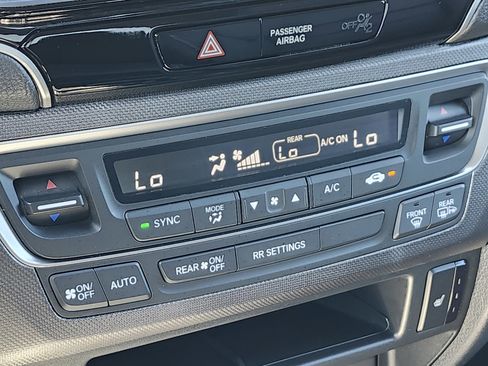 PASSENGER
AIRBAG
OFF
2
Lo
REAR
Lo
A/C ON
Lo
SYNC
MODE
A/C
FRONT
REAR
ON/
OFF
AUTO
REAR ON/
OFF
RR SETTINGS